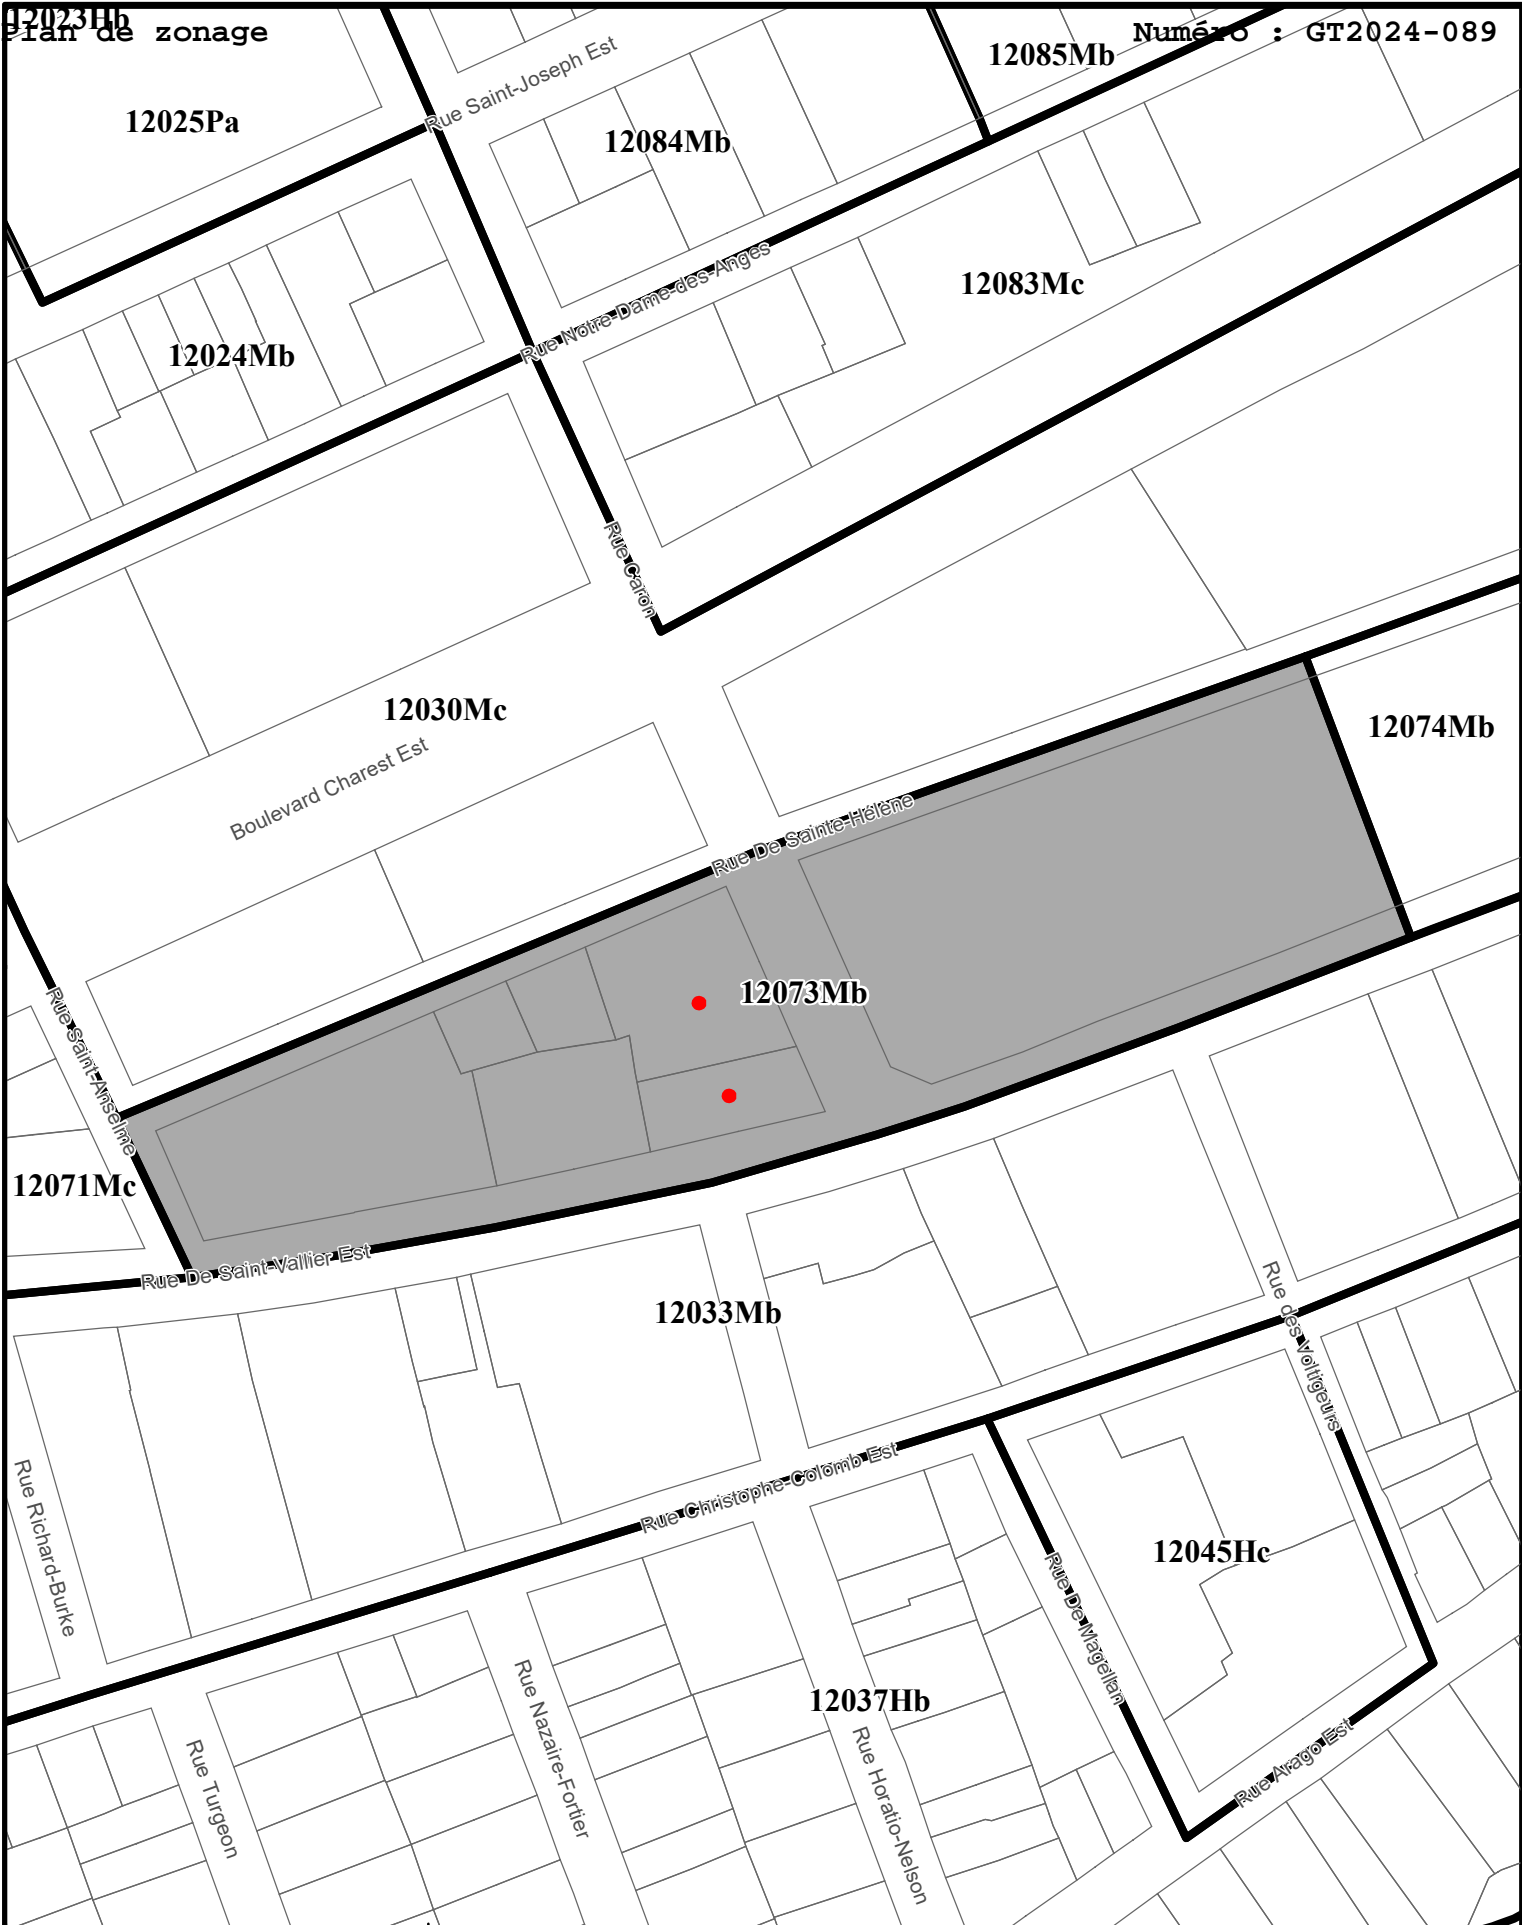 12023Hb
Plan de zonage
Numéro : GT2024-089
12085Mb
Rue Saint-Joseph Est
12025Pa
12084Mb
Rue Notre-Dame-des-Anges
12083Mc
12024Mb
Rue Caron
12030Mc
12074Mb
Boulevard Charest Est
Rue De Sainte-Hélène
12073Mb
Rue Saint-Anselme
12071Mc
Rue De Saint-Vallier Est
12033Mb
Rue des Voltigeurs
Rue Christophe-Colomb Est
Rue Richard-Burke
12045Hc
Rue De Magellan
12037Hb
Rue Nazaire-Fortier
Rue Turgeon
Rue Horatio-Nelson
Rue Arago Est